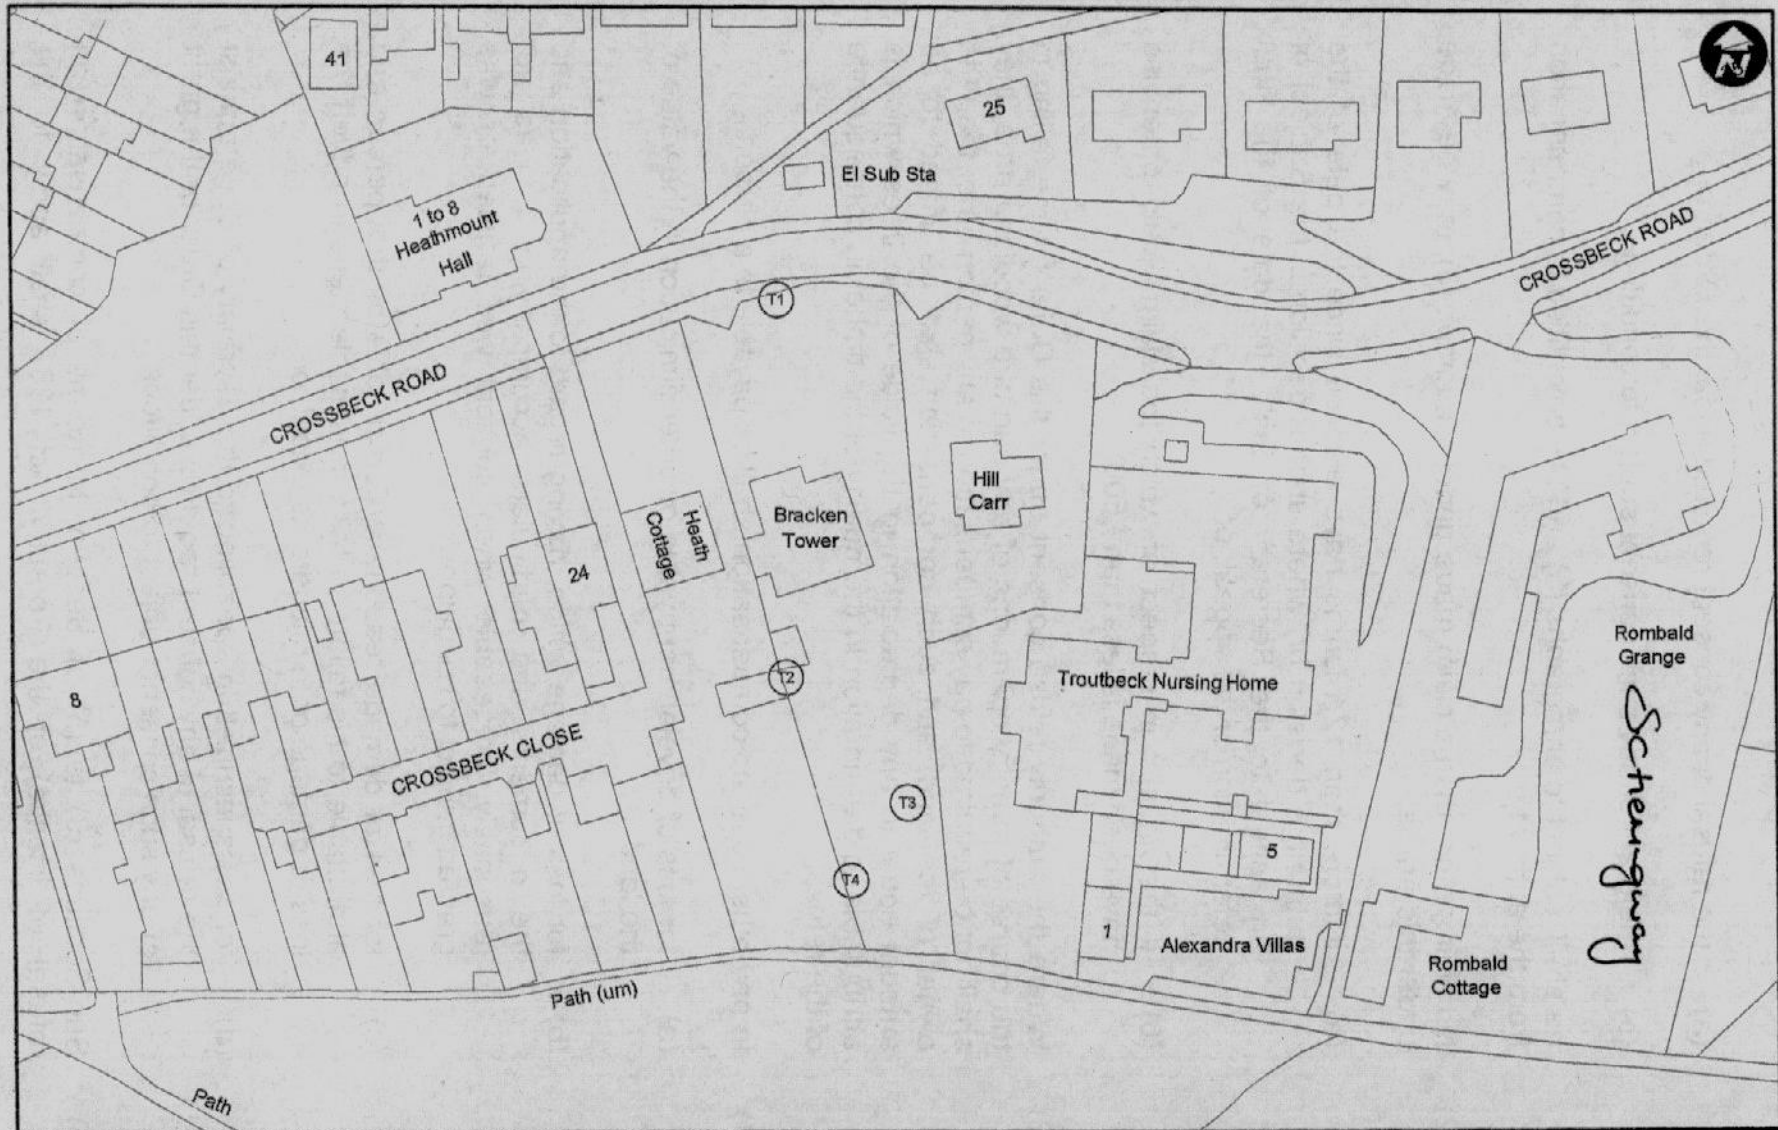 41
N
25
El Sub Sta
1 to 8
Heathmount
Hall
CROSSBECK ROAD
T1
CROSSBECK ROAD
Hill
Carr
Bracken
Tower
Heath
Cottage
24
Rombald
Grange
T2
Troutbeck Nursing Home
8
CROSSBECK CLOSE
T3
5
T4
1
Alexandra Villas
Rombald
Cottage
Path (um)
Path